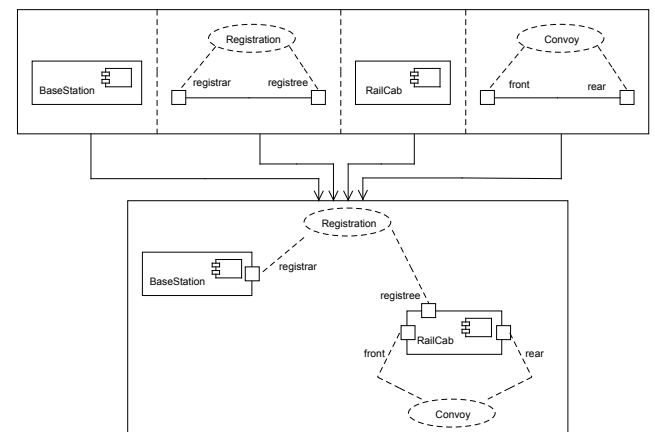 Registration
Convoy
BaseStation
registrar
registree
RailCab
front
rear
Registration
BaseStation
registrar
registree
RailCab
front
rear
Convoy